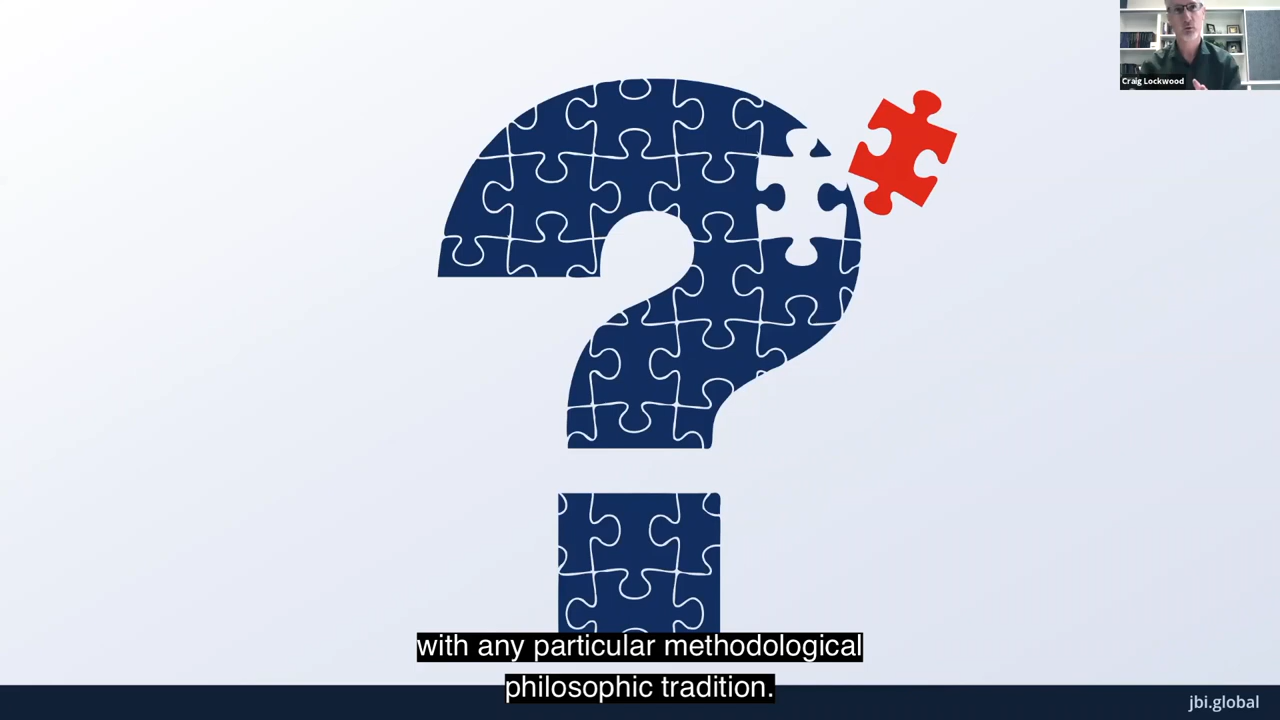 Craig Lockwood
with any particular methodological
philosophic tradition.
jbi.global